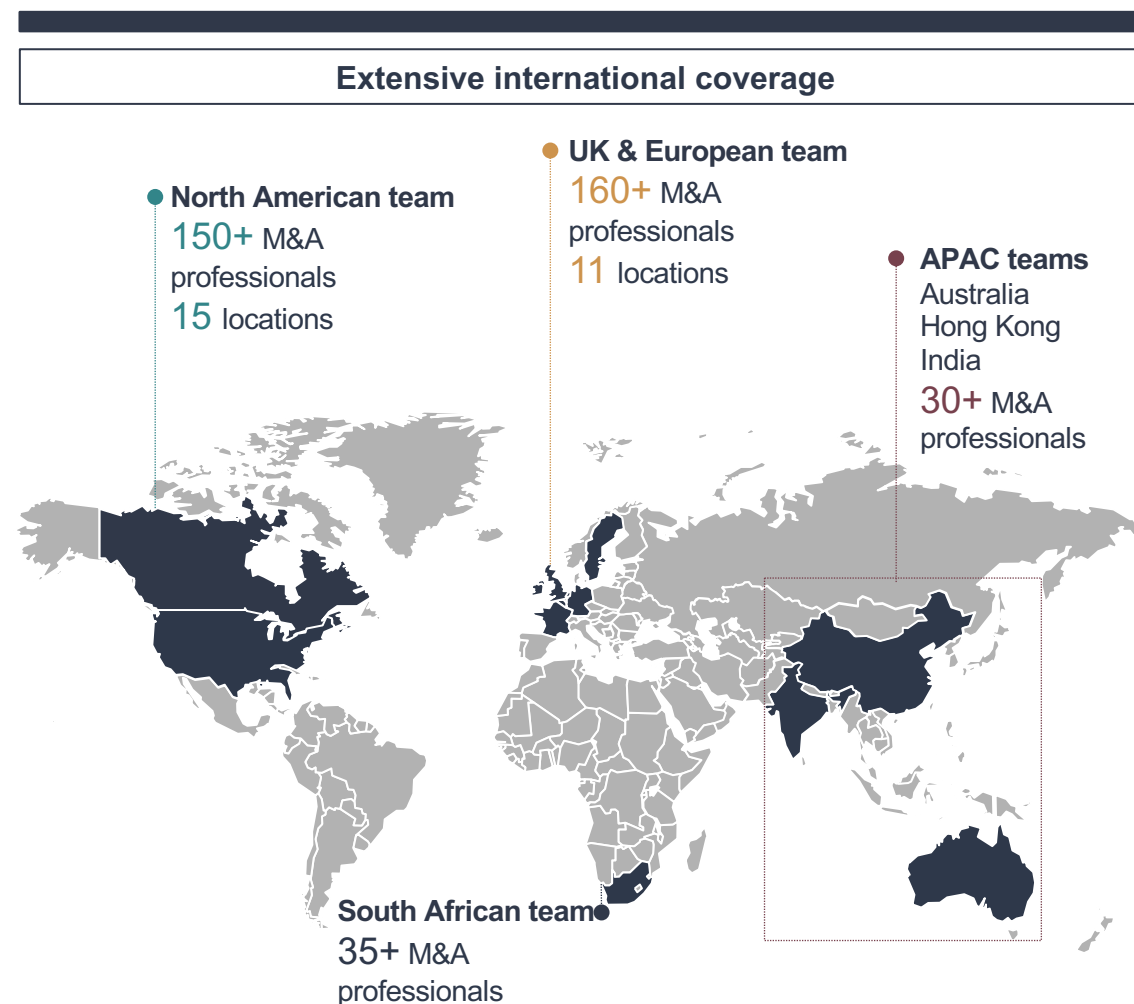 Extensive international coverage
UK & European team
160+ M&A
professionals
11 locations
North American team
150+ M&A
professionals
15 locations
APAC teams
Australia
Hong Kong
India
30+ M&A
professionals
South African team
35+ M&A
professionals